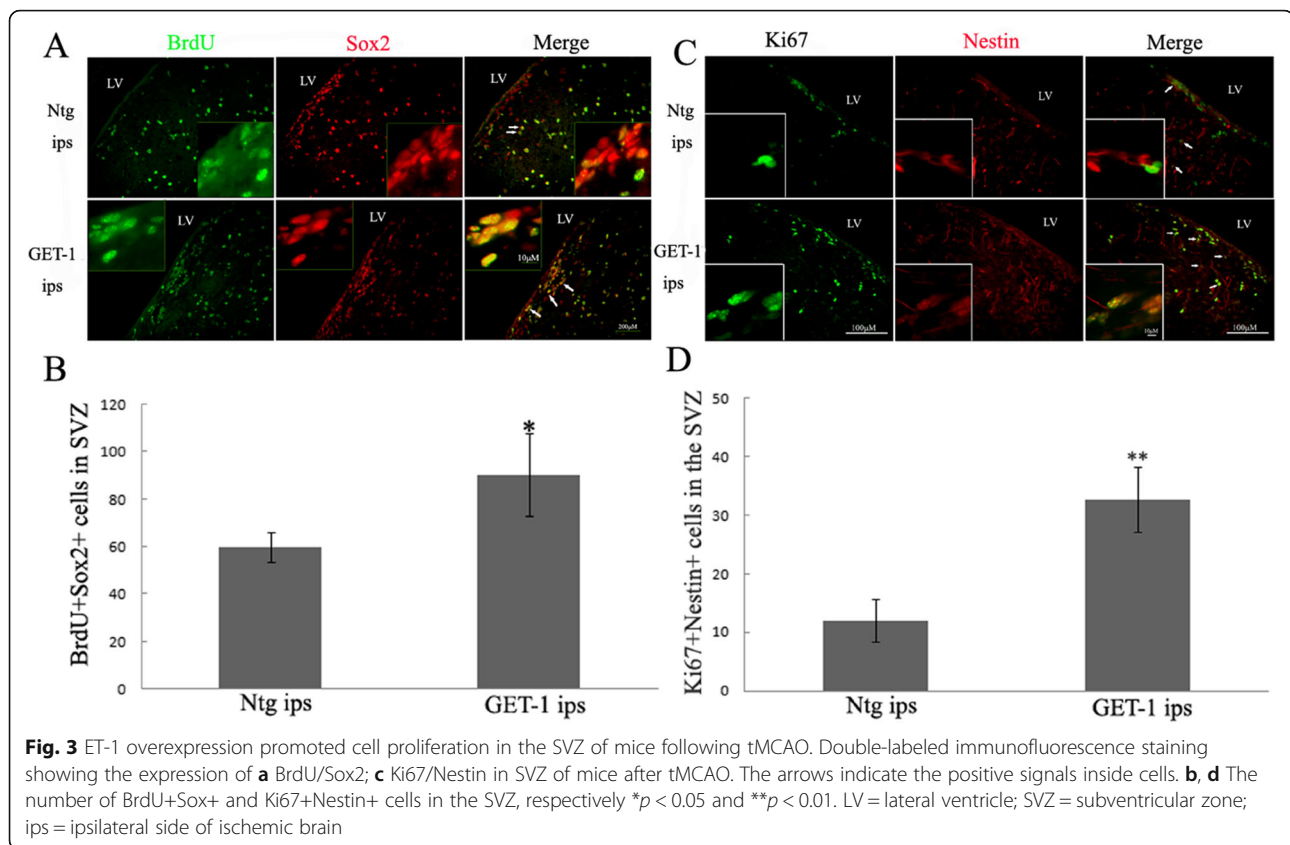 A
BrdU
Sox2
Merge
C
Ki67
Nestin
Merge
Ntg
ips
LV
LV
LV
LV
LV
LV
GET-1
ips
LV
LV
LV
10μM
200μM
LV
LV
LV
100μM
10μM
100μM
B
BrdU+Sox2+ cells in SVZ
120
100
80
60
40
20
0
*
Ntg ips
GET-1 ips
D
Ki67+Nestin+ cells in the SVZ
50
40
30
20
10
0
**
Ntg ips
GET-1 ips
Fig. 3 ET-1 overexpression promoted cell proliferation in the SVZ of mice following tMCAO. Double-labeled immunofluorescence staining
showing the expression of a BrdU/Sox2; c Ki67/Nestin in SVZ of mice after tMCAO. The arrows indicate the positive signals inside cells. b, d The
number of BrdU+Sox+ and Ki67+Nestin+ cells in the SVZ, respectively *p < 0.05 and **p < 0.01. LV = lateral ventricle; SVZ = subventricular zone;
ips = ipsilateral side of ischemic brain